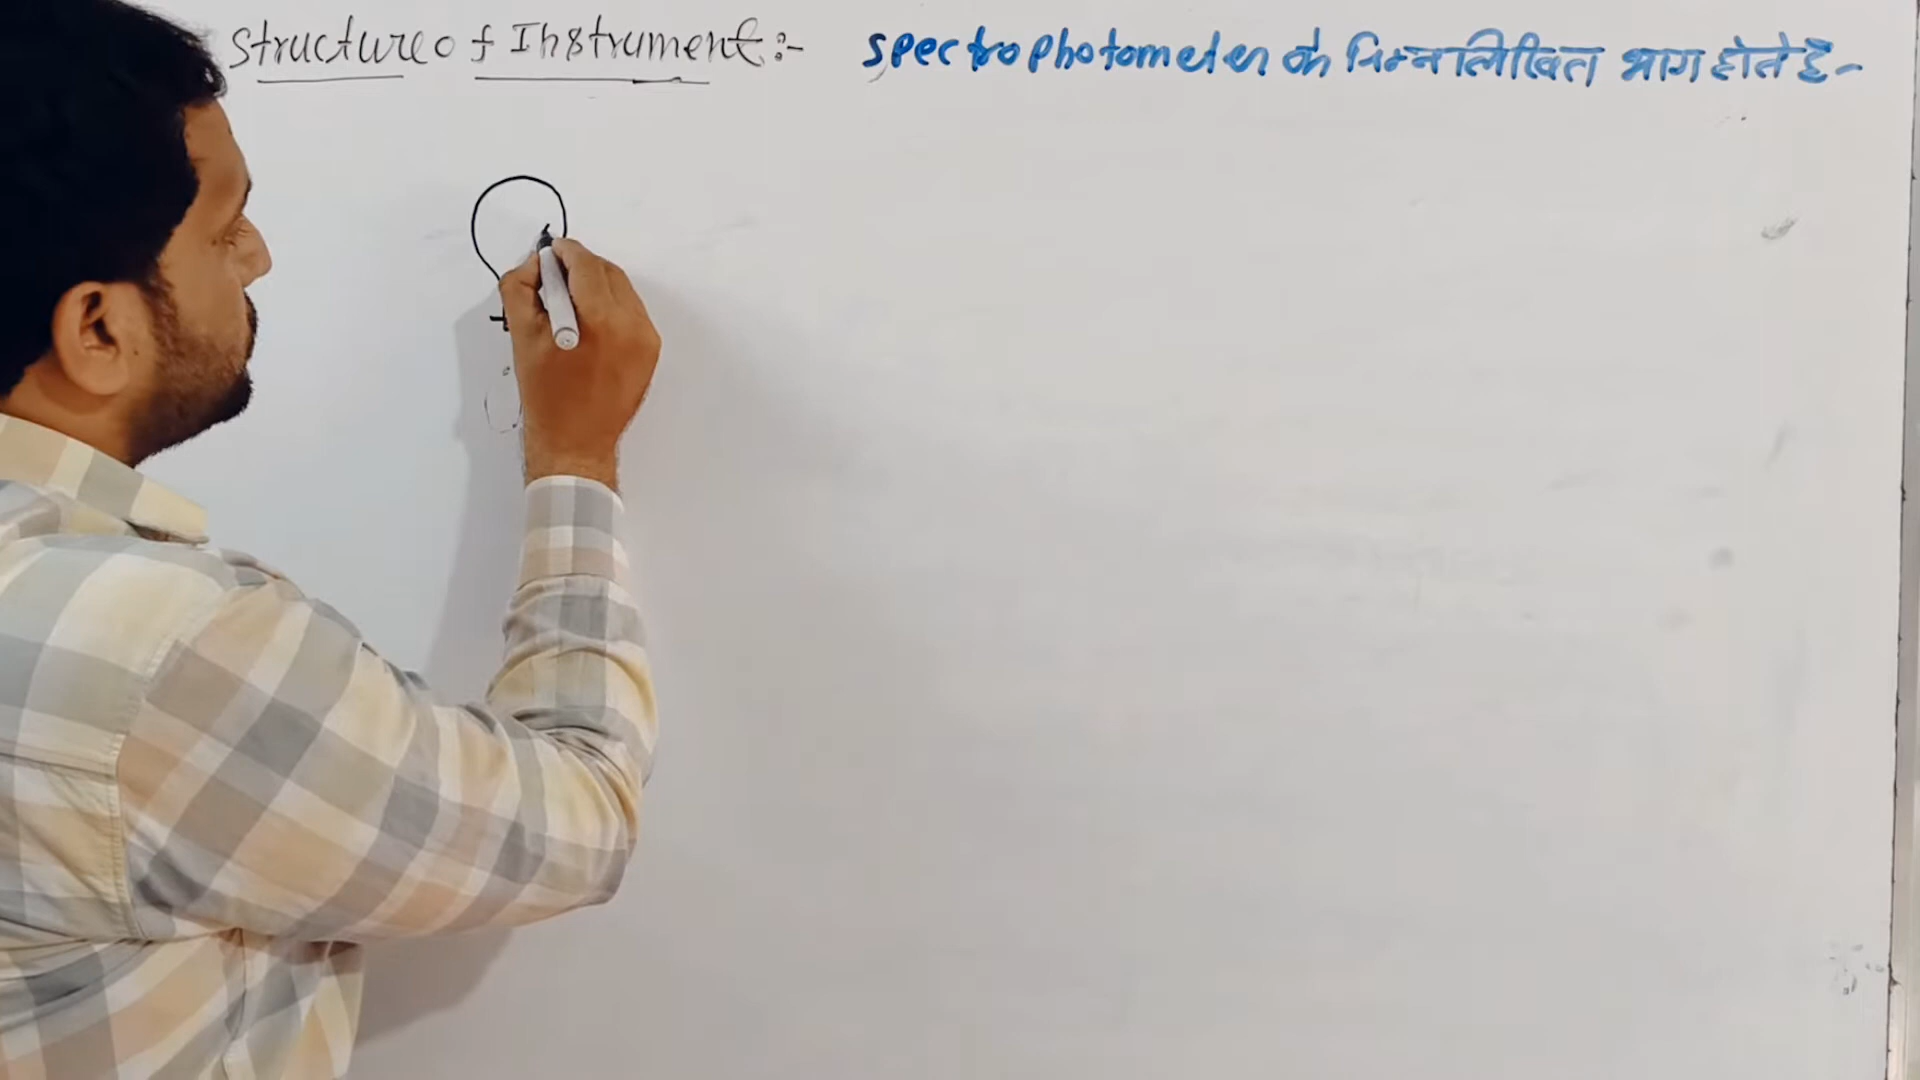 Structure of Instrument :-
Spectrophotometer के निम्नलिखित भाग होते है -